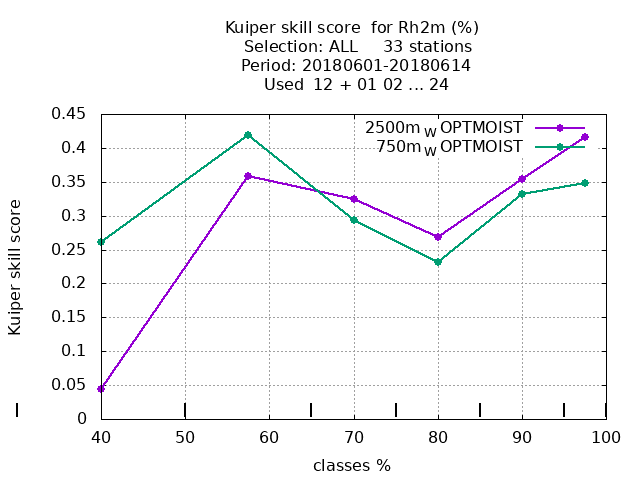 Kuiper skill score  for Rh2m (%)
Selection: ALL     33 stations
Period: 20180601-20180614
Used  12 + 01 02 ... 24
2500m W OPTMOIST
750m W OPTMOIST
0.45
0.4
0.35
0.3
0.25
0.2
0.15
0.1
0.05
0
Kuiper skill score
40 50 60 70 80 90 100
classes %